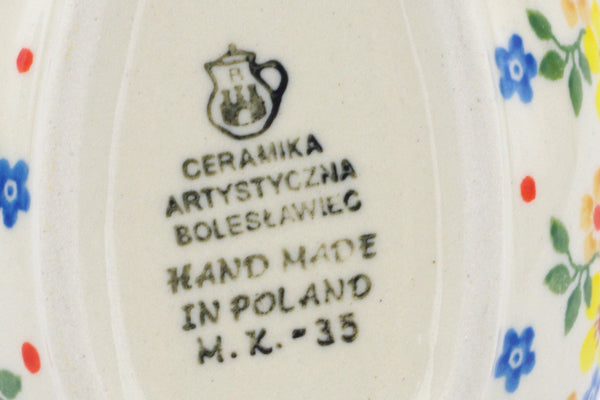 B
CERAMIKA
ARTYSTYCZNA
BOLESŁAWIEC
HAND MADE
IN POLAND
M.K.-35